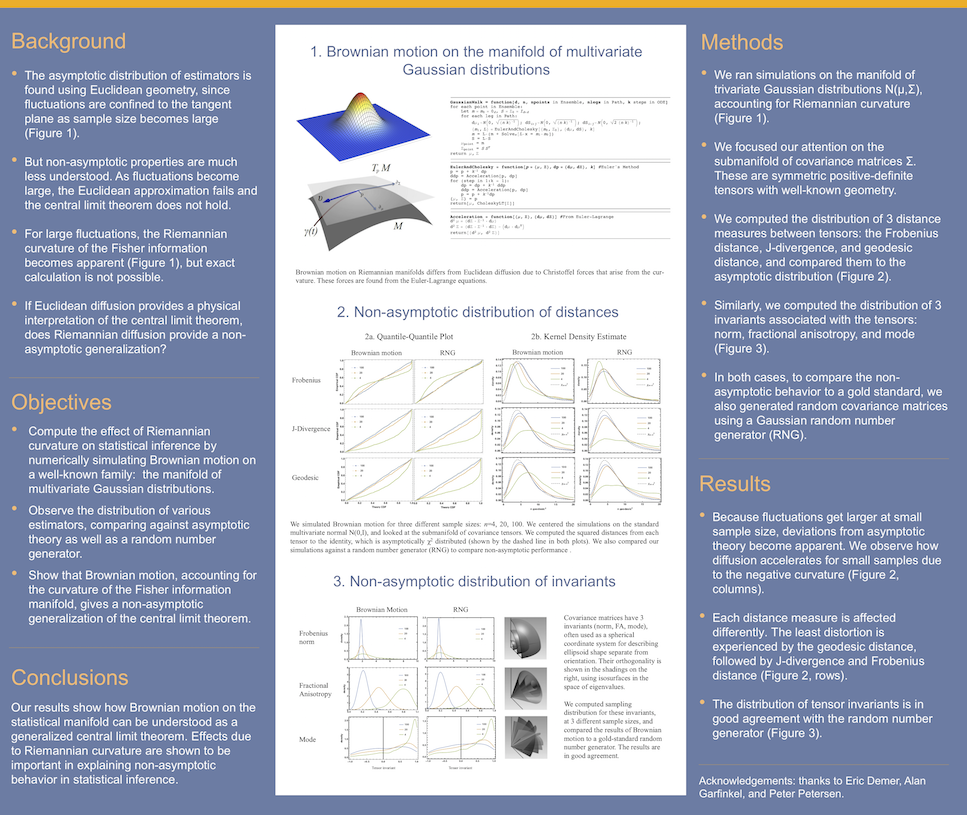 Background
• The asymptotic distribution of estimators is
found using Euclidean geometry, since
fluctuations are confined to the tangent
plane as sample size becomes large
(Figure 1).
• But non-asymptotic properties are much
less understood. As fluctuations become
large, the Euclidean approximation fails and
the central limit theorem does not hold.
• For large fluctuations, the Riemannian
curvature of the Fisher information
becomes apparent (Figure 1), but exact
calculation is not possible.
• If Euclidean diffusion provides a physical
interpretation of the central limit theorem,
does Riemannian diffusion provide a non-
asymptotic generalization?
Objectives
• Compute the effect of Riemannian
curvature on statistical inference by
numerically simulating Brownian motion on
a well-known family: the manifold of
multivariate Gaussian distributions.
• Observe the distribution of various
estimators, comparing against asymptotic
theory as well as a random number
generator.
• Show that Brownian motion, accounting for
the curvature of the Fisher information
manifold, gives a non-asymptotic
generalization of the central limit theorem.
Conclusions
Our results show how Brownian motion on the
statistical manifold can be understood as a
generalized central limit theorem. Effects due
to Riemannian curvature are shown to be
important in explaining non-asymptotic
behavior in statistical inference.
1. Brownian motion on the manifold of multivariate
Gaussian distributions
T M
υ
γ(t)
M
return
Brownian motion on Riemannian manifolds differs from Euclidean diffusion due to Christoffel forces that arise from the cur-
vature. These forces are found from the Euler-Lagrange equations.
2. Non-asymptotic distribution of distances
2a. Quantile-Quantile Plot
2b. Kernel Density Estimate
Brownian motion
RNG
Brownian motion
RNG
Frobenius
J-Divergence
Geodesic
We simulated Brownian motion for three different sample sizes: n=4, 20, 100. We centered the simulations on the standard
multivariate normal N(0,I), and looked at the submanifold of covariance tensors. We computed the squared distances from each
tensor to the identity, which is asymptotically χ² distributed (shown by the dashed line in both plots). We also compared our
simulations against a random number generator (RNG) to compare non-asymptotic performance .
3. Non-asymptotic distribution of invariants
Brownian Motion
RNG
Frobenius
norm
Fractional
Anisotropy
Mode
Tensor invariant
Tensor invariant
Covariance matrices have 3
invariants (norm, FA, mode),
often used as a spherical
coordinate system for describing
ellipsoid shape separate from
orientation. Their orthogonality is
shown in the shadings on the
right, using isosurfaces in the
space of eigenvalues.
We computed sampling
distribution for these invariants,
at 3 different sample sizes, and
compared the results of Brownian
motion to a gold-standard random
number generator. The results are
in good agreement.
Methods
• We ran simulations on the manifold of
trivariate Gaussian distributions N(μ,Σ),
accounting for Riemannian curvature
(Figure 1).
• We focused our attention on the
submanifold of covariance matrices Σ.
These are symmetric positive-definite
tensors with well-known geometry.
• We computed the distribution of 3 distance
measures between tensors: the Frobenius
distance, J-divergence, and geodesic
distance, and compared them to the
asymptotic distribution (Figure 2).
• Similarly, we computed the distribution of 3
invariants associated with the tensors:
norm, fractional anisotropy, and mode
(Figure 3).
• In both cases, to compare the non-
asymptotic behavior to a gold standard, we
also generated random covariance matrices
using a Gaussian random number
generator (RNG).
Results
• Because fluctuations get larger at small
sample size, deviations from asymptotic
theory become apparent. We observe how
diffusion accelerates for small samples due
to the negative curvature (Figure 2,
columns).
• Each distance measure is affected
differently. The least distortion is
experienced by the geodesic distance,
followed by J-divergence and Frobenius
distance (Figure 2, rows).
• The distribution of tensor invariants is in
good agreement with the random number
generator (Figure 3).
Acknowledgements: thanks to Eric Demer, Alan
Garfinkel, and Peter Petersen.